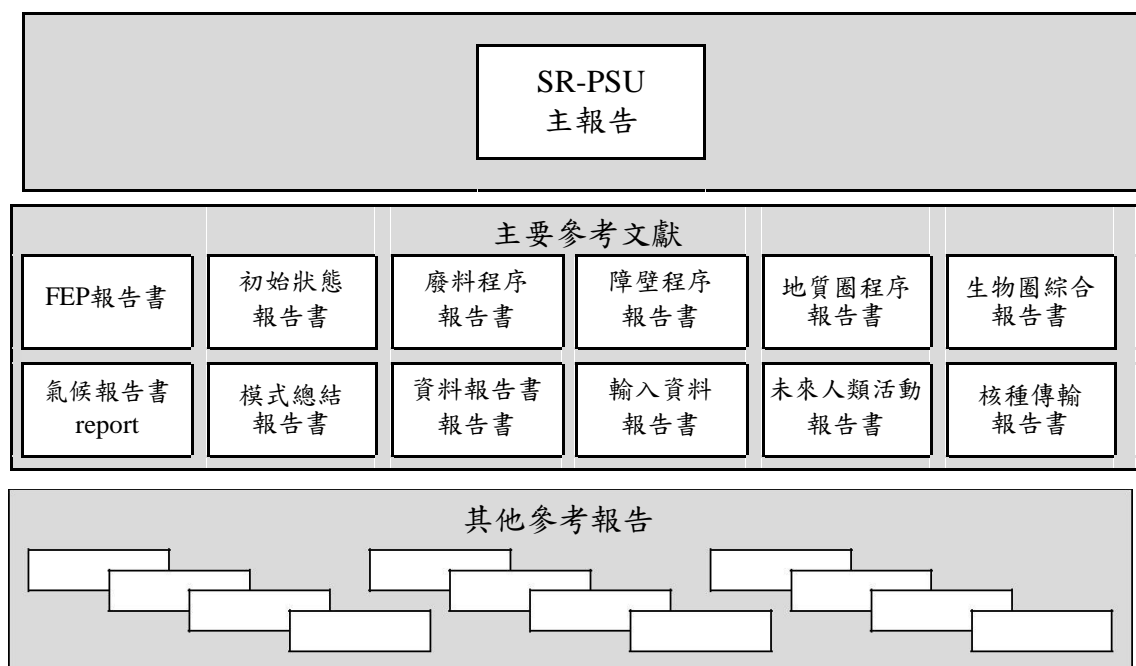 SR-PSU
主報告
主要參考文獻
FEP報告書
初始狀態
報告書
廢料程序
報告書
障壁程序
報告書
地質圈程序
報告書
生物圈綜合
報告書
氣候報告書
report
模式總結
報告書
資料報告書
報告書
輸入資料
報告書
未來人類活動
報告書
核種傳輸
報告書
其他參考報告